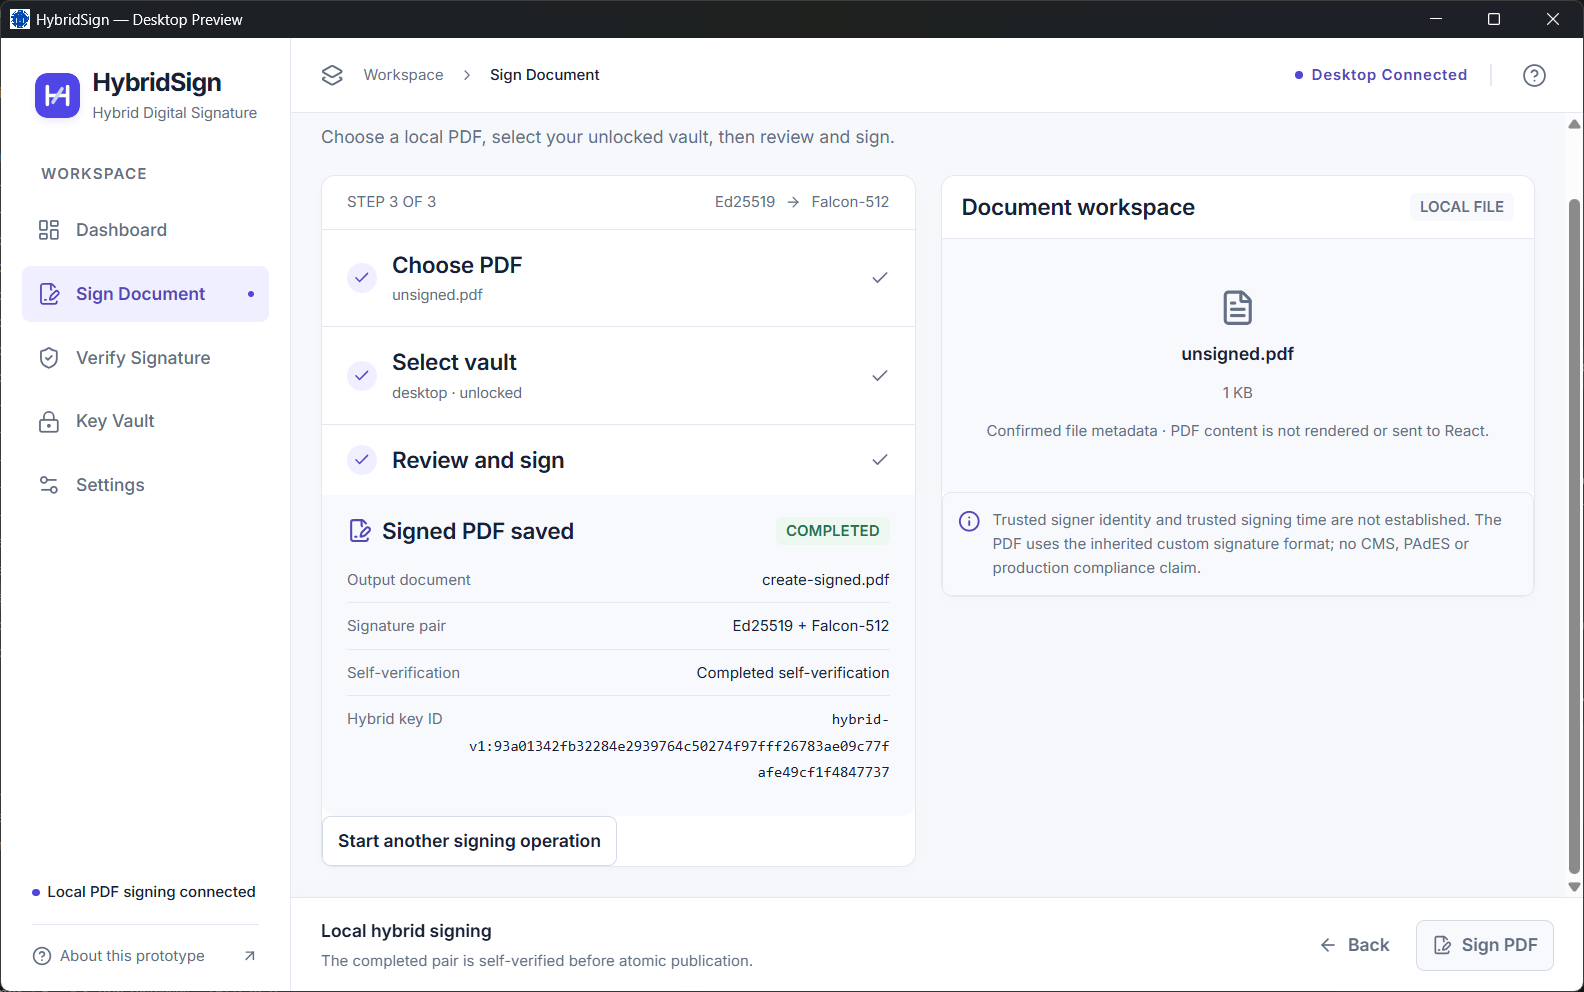 HybridSign — Desktop Preview
HybridSign
Hybrid Digital Signature
WORKSPACE
Dashboard
Sign Document
Verify Signature
Key Vault
Settings
Local PDF signing connected
About this prototype
Workspace > Sign Document
Desktop Connected
Choose a local PDF, select your unlocked vault, then review and sign.
STEP 3 OF 3
Ed25519 → Falcon-512
Choose PDF
unsigned.pdf
Select vault
desktop · unlocked
Review and sign
Signed PDF saved
COMPLETED
Output document create-signed.pdf
Signature pair Ed25519 + Falcon-512
Self-verification Completed self-verification
Hybrid key ID hybrid-
v1:93a01342fb32284e2939764c50274f97fff26783ae09c77f
afe49cf1f4847737
Start another signing operation
Document workspace
LOCAL FILE
unsigned.pdf
1 KB
Confirmed file metadata · PDF content is not rendered or sent to React.
Trusted signer identity and trusted signing time are not established. The
PDF uses the inherited custom signature format; no CMS, PAdES or
production compliance claim.
Local hybrid signing
The completed pair is self-verified before atomic publication.
← Back
Sign PDF